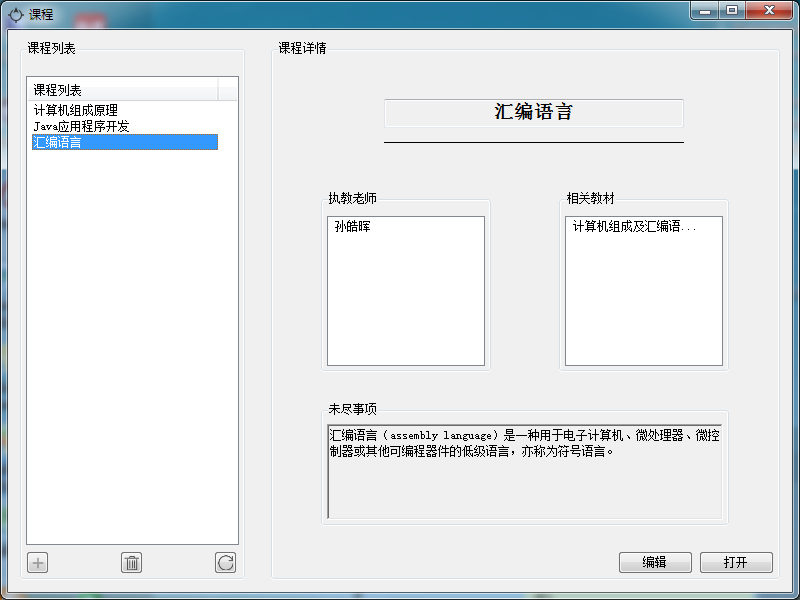 课程
课程列表
课程列表
计算机组成原理
Java应用程序开发
汇编语言
课程详情
汇编语言
执教老师
孙皓晖
相关教材
计算机组成及汇编语...
未尽事项
汇编语言（assembly language）是一种用于电子计算机、微处理器、微控
制器或其他可编程器件的低级语言，亦称为符号语言。
编辑
打开